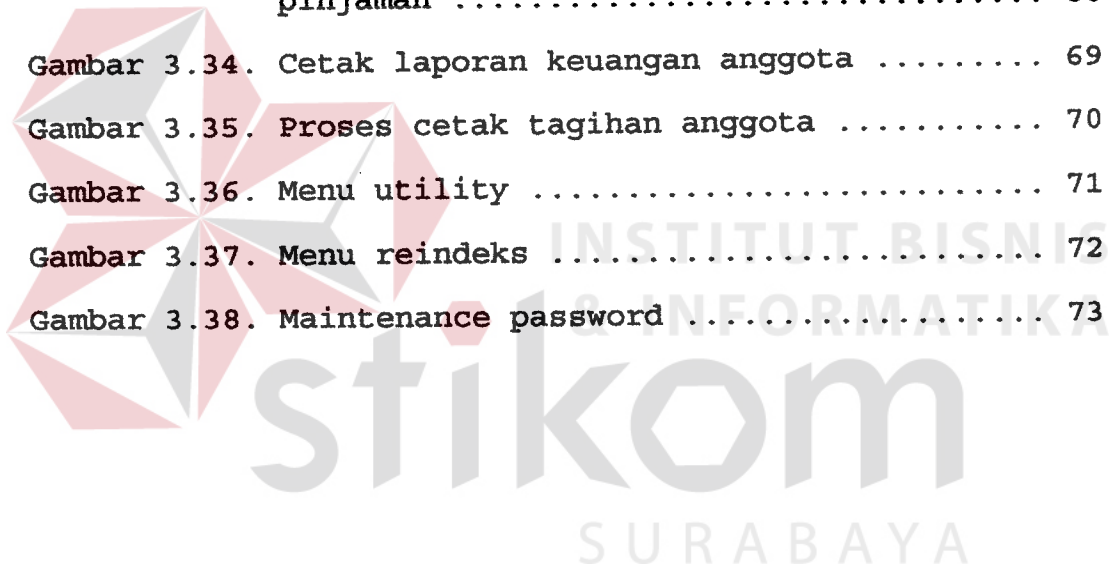 pinjaman ................................
Gambar 3.34. Cetak laporan keuangan anggota ......... 69
Gambar 3.35. Proses cetak tagihan anggota ........... 70
Gambar 3.36. Menu utility ........................... 71
Gambar 3.37. Menu reindeks .......................... 72
Gambar 3.38. Maintenance password ................... 73
INSTITUT BISNIS
& INFORMATIKA
stikom
SURABAYA